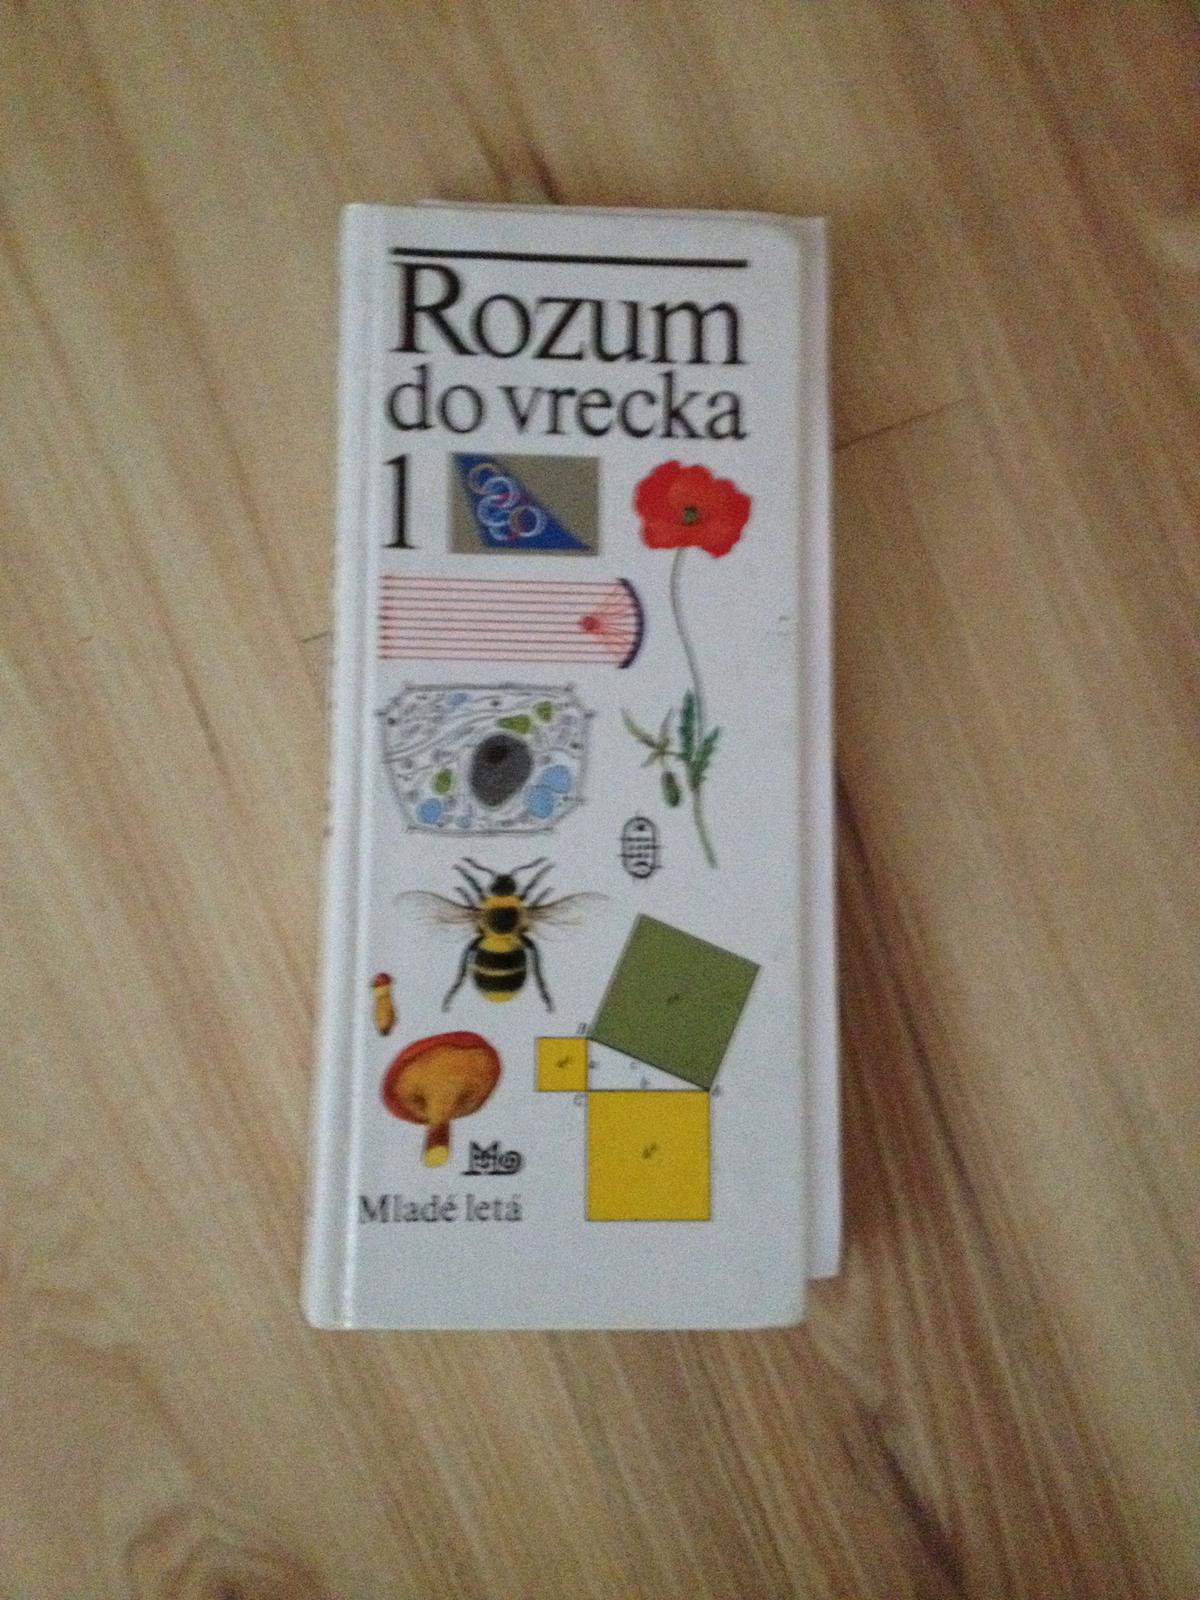 Rozum
do vrecka
1
B
C
Mladé letá